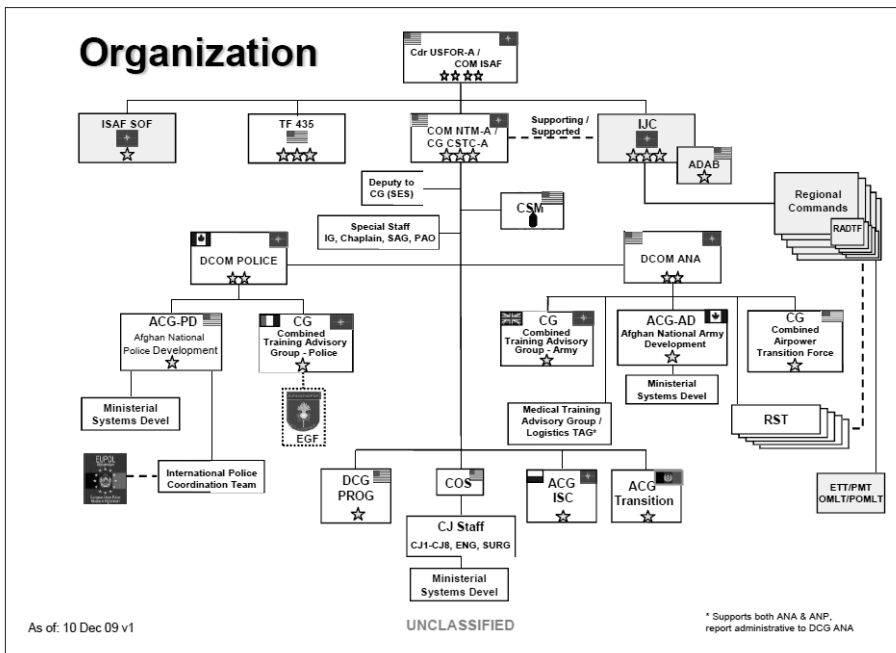 Organization
Cdr USFOR-A /
COM ISAF
ISAF SOF
TF 435
COM NTM-A /
CG CSTC-A
Supporting /
Supported
IJC
ADAB
Deputy to
CG (SES)
CSM
Regional
Commands
RADTF
Special Staff
IG, Chaplain, SAG, PAO
DCOM POLICE
DCOM ANA
ACG-PD
Afghan National
Police Development
CG
Combined
Training Advisory
Group - Police
CG
Combined
Training Advisory
Group - Army
ACG-AD
Afghan National Army
Development
CG
Combined
Airpower
Transition Force
Ministerial
Systems Devel
EGF
Medical Training
Advisory Group /
Logistics TAG*
Ministerial
Systems Devel
RST
EUPOL
International Police
Coordination Team
DCG
PROG
COS
ACG
ISC
ACG
Transition
ETT/PMT
OMLT/POMLT
CJ Staff
CJ1-CJ8, ENG, SURG
Ministerial
Systems Devel
As of: 10 Dec 09 v1
UNCLASSIFIED
* Supports both ANA & ANP,
report administrative to DCG ANA